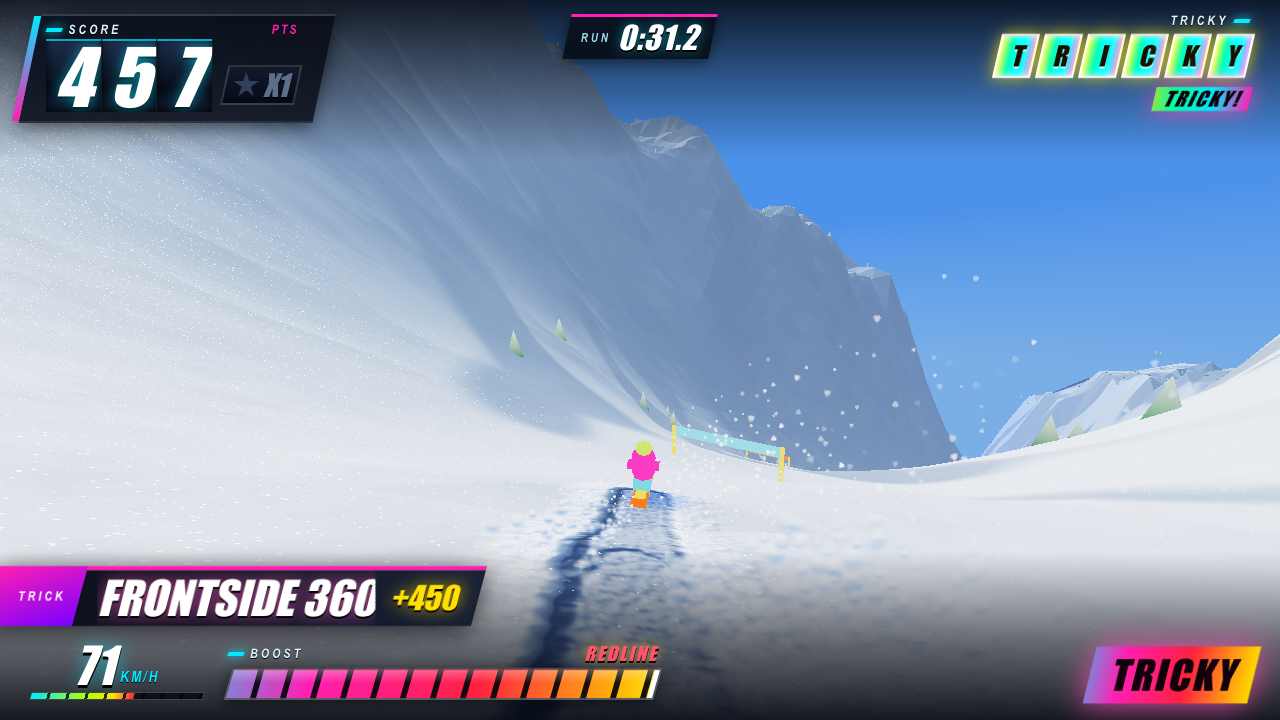 SCORE
PTS
457
X1
RUN 0:31.2
TRICKY
TRICKY
TRICKY!
TRICK
FRONTSIDE 360
+450
71 KM/H
BOOST
REDLINE
TRICKY